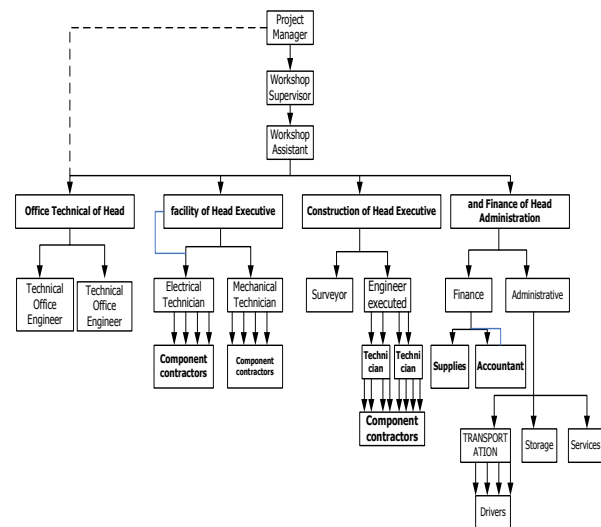 Project
Manager
Workshop
Supervisor
Workshop
Assistant
Office Technical of Head
facility of Head Executive
Construction of Head Executive
and Finance of Head
Administration
Technical
Office
Engineer
Technical
Office
Engineer
Electrical
Technician
Mechanical
Technician
Surveyor
Engineer
executed
Finance
Administrative
Component
contractors
Component
contractors
Techni
cian
Techni
cian
Supplies
Accountant
Component
contractors
TRANSPORT
ATION
Storage
Services
Drivers